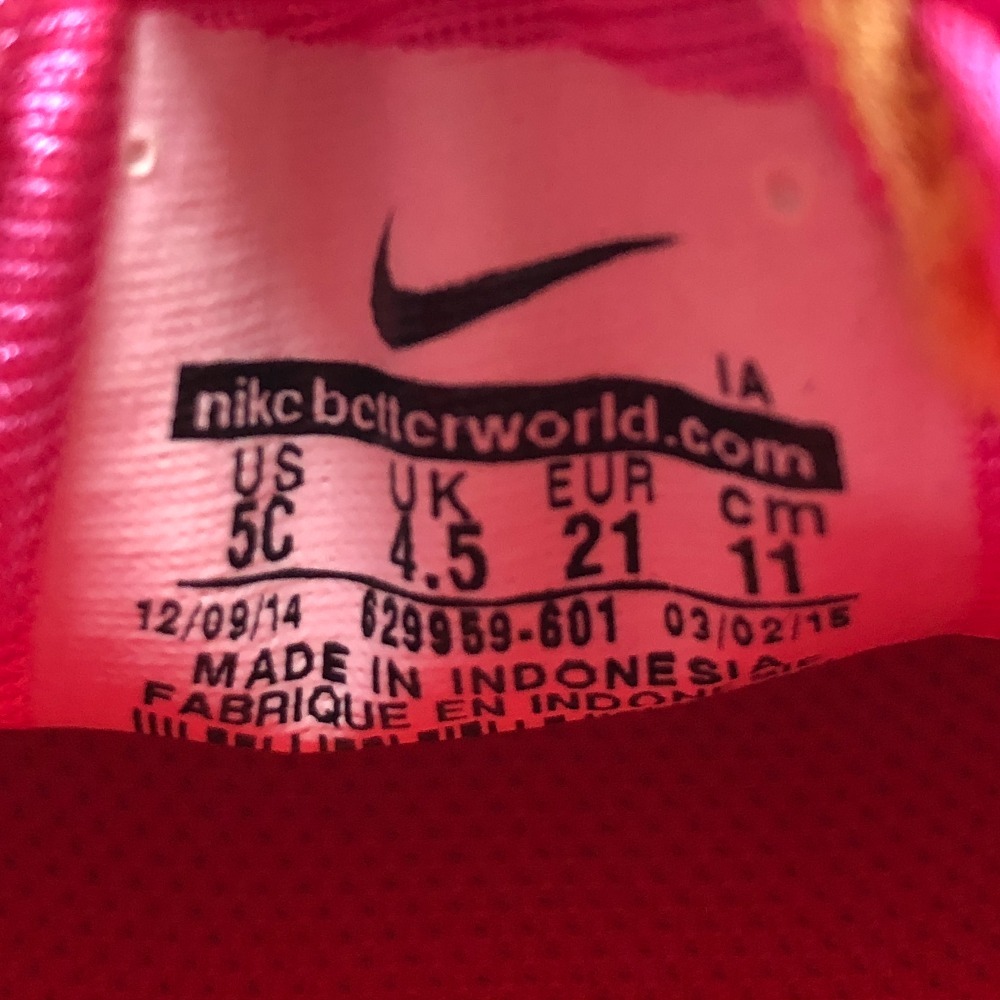 IA
nikebetterworld.com
US UK EUR cm
5C 4.5 21 11
12/09/14 629959-601 03/02/15
MADE IN INDONESIA
FABRIQUE EN INDON